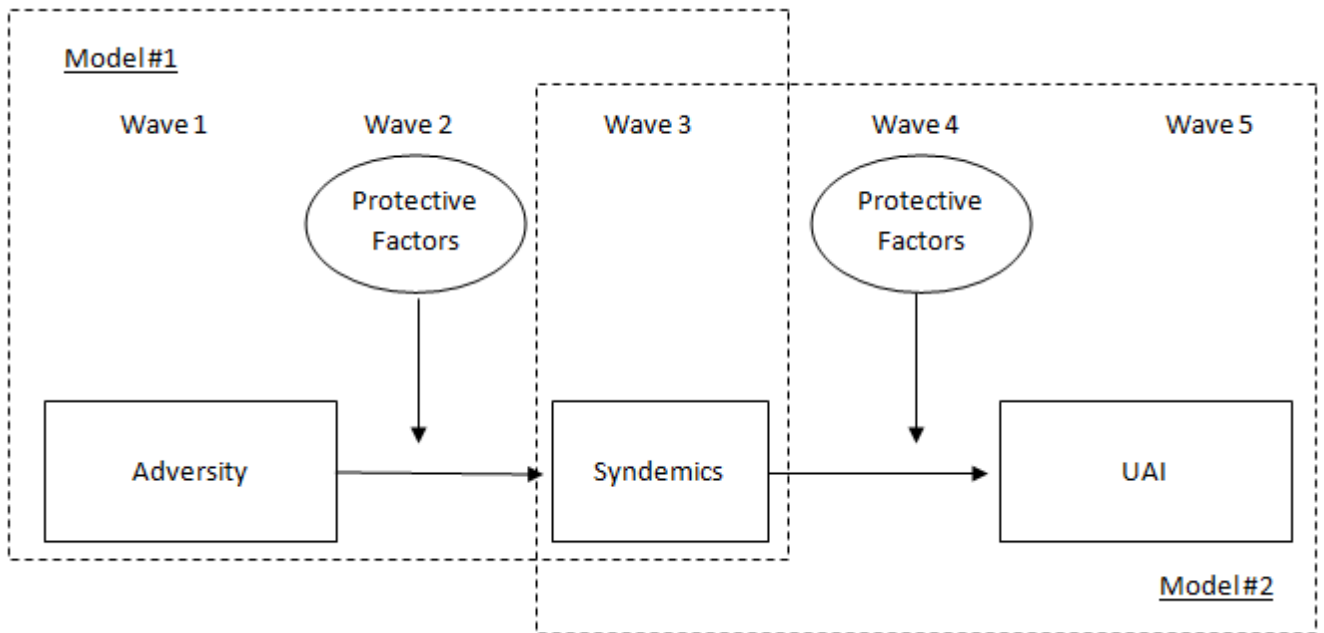 Model #1
Wave 1
Wave 2
Wave 3
Wave 4
Wave 5
Protective
Factors
Protective
Factors
Adversity
Syndemics
UAI
Model #2